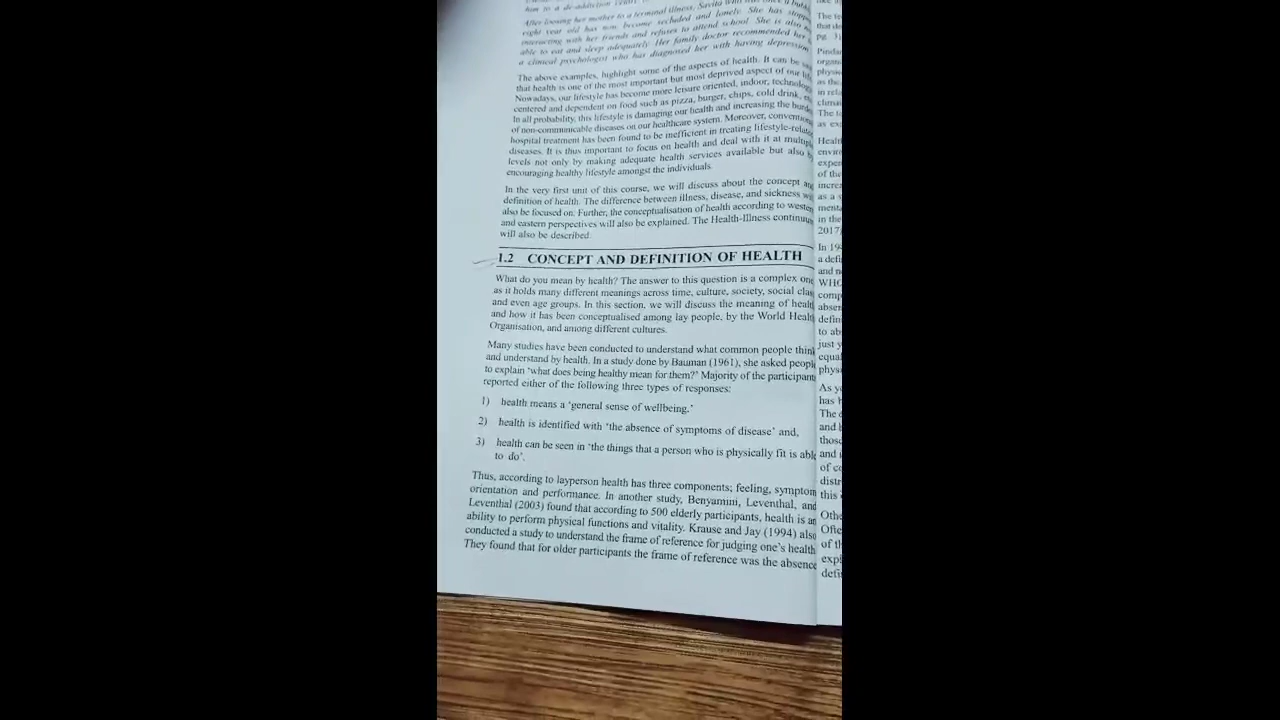 him to a de-addiction
After loosing her mother to a terminal illness, Savita who was once a
eight year old has now become secluded and lonely. She has
interacting with her friends and refuses to attend school. She is also
able to eat and sleep adequately. Her family doctor recommended her
a clinical psychologist who has diagnosed her with having depression
The above examples, highlight some of the aspects of health. It can be
that health is one of the most important but most deprived aspect of our
Nowadays, our lifestyle has become more leisure oriented, indoor, technology
centered and dependent on food such as pizza, burger, chips, cold drink,
In all probability, this lifestyle is damaging our health and increasing the
of non-communicable diseases on our healthcare system. Moreover,
hospital treatment has been found to be inefficient in treating
diseases. It is thus important to focus on health and deal with it at
levels not only by making adequate health services available but also
encouraging healthy lifestyle amongst the individuals.
In the very first unit of this course, we will discuss about the concept
definition of health. The difference between illness, disease, and sickness
also be focused on. Further, the conceptualisation of health according to
and eastern perspectives will also be explained. The Health-Illness
will also be described.
1.2 CONCEPT AND DEFINITION OF HEALTH
What do you mean by health? The answer to this question is a complex
as it holds many different meanings across time, culture, society, social
and even age groups. In this section, we will discuss the meaning of
and how it has been conceptualised among lay people, by the World
Organisation, and among different cultures.
Many studies have been conducted to understand what common people think
and understand by health. In a study done by Bauman (1961), she asked
to explain 'what does being healthy mean for them?' Majority of the
reported either of the following three types of responses:
1) health means a 'general sense of wellbeing.'
2) health is identified with 'the absence of symptoms of disease' and,
3) health can be seen in 'the things that a person who is physically fit is
to do'.
Thus, according to layperson health has three components; feeling, symptom
orientation and performance. In another study, Benyamini, Leventhal, and
Leventhal (2003) found that according to 500 elderly participants, health is
ability to perform physical functions and vitality. Krause and Jay (1994)
conducted a study to understand the frame of reference for judging one's health
They found that for older participants the frame of reference was the absence